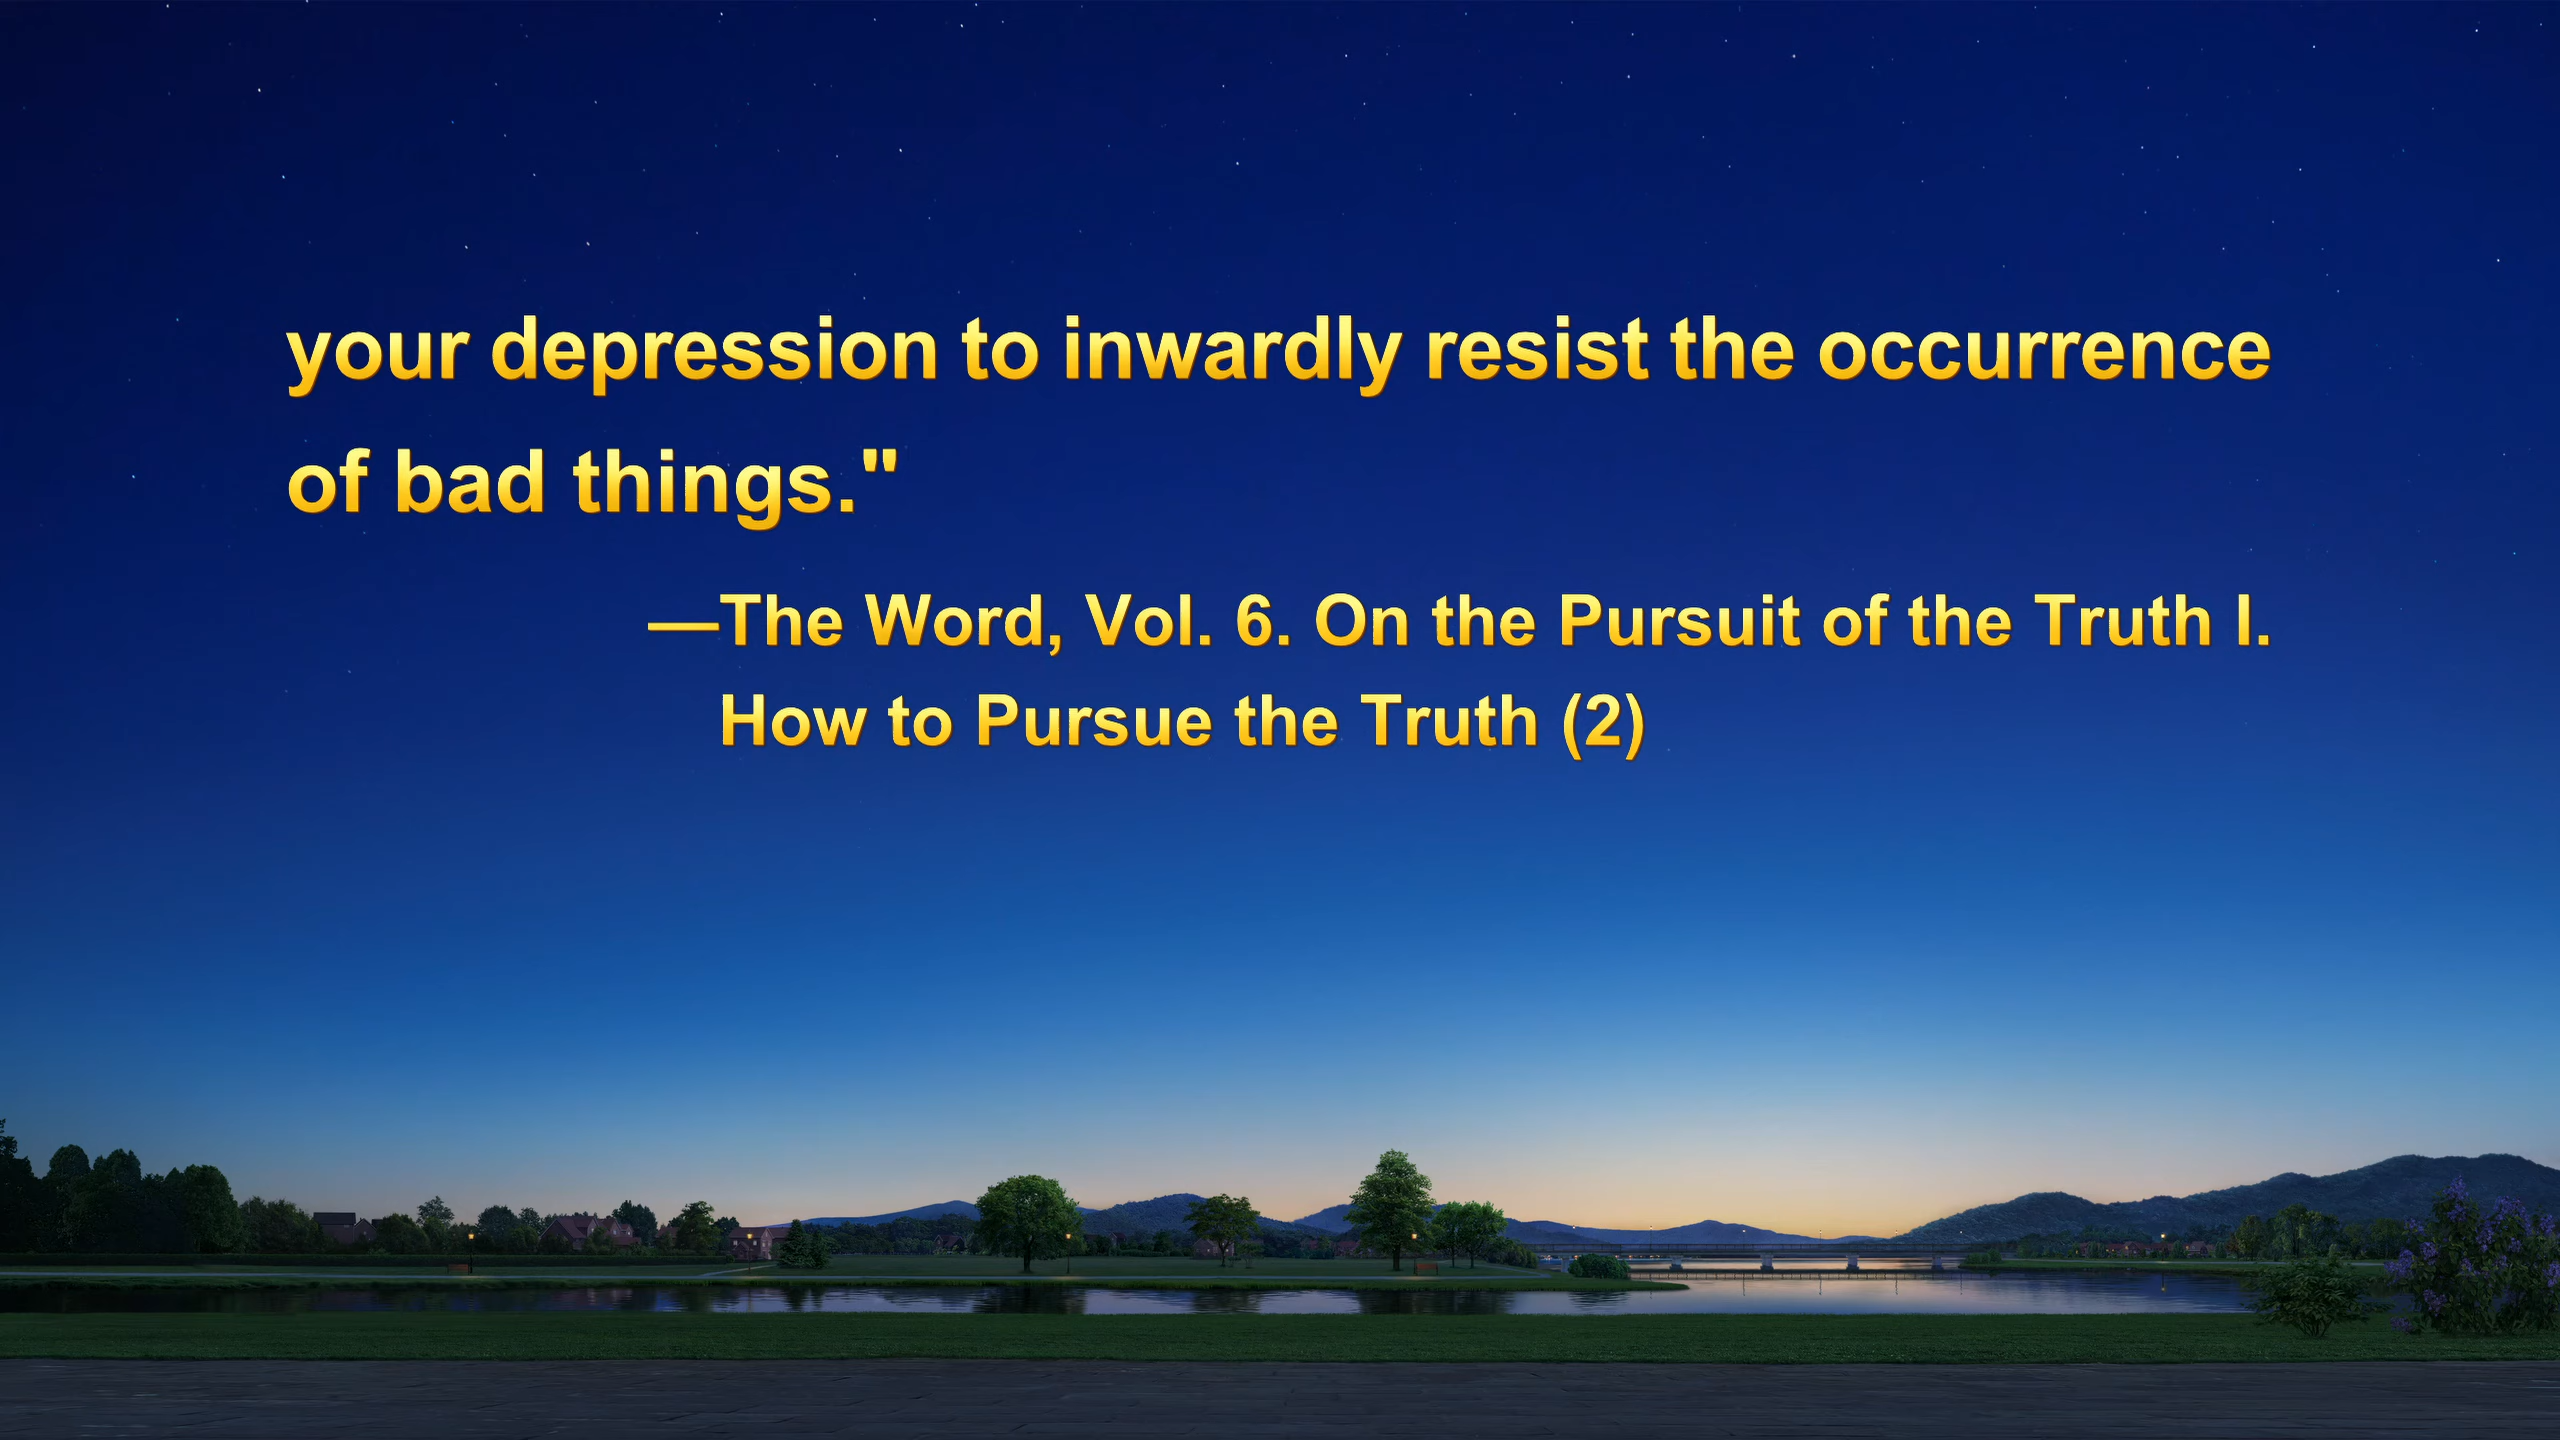 your depression to inwardly resist the occurrence
of bad things."
—The Word, Vol. 6. On the Pursuit of the Truth I.
How to Pursue the Truth (2)